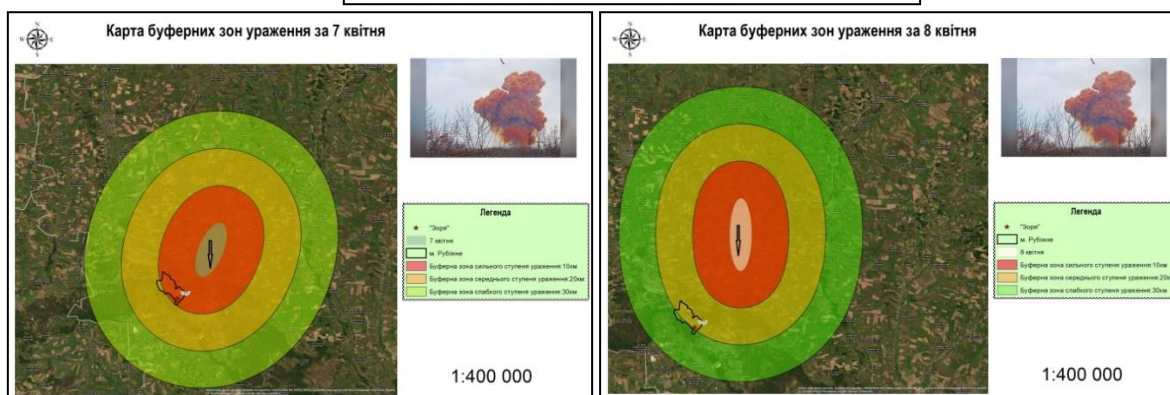 Карта буферних зон ураження за 7 квітня
Легенда
"Зоря"
7 квітня
м. Рубіжне
Буферна зона сильного ступеня ураження:10км
Буферна зона середнього ступеня ураження:20км
Буферна зона слабкого ступеня ураження:30км
1:400 000
Карта буферних зон ураження за 8 квітня
Легенда
"Зоря"
м. Рубіжне
8 квітня
Буферна зона сильного ступеня ураження:10км
Буферна зона середнього ступеня ураження:20км
Буферна зона слабкого ступеня ураження:30км
1:400 000